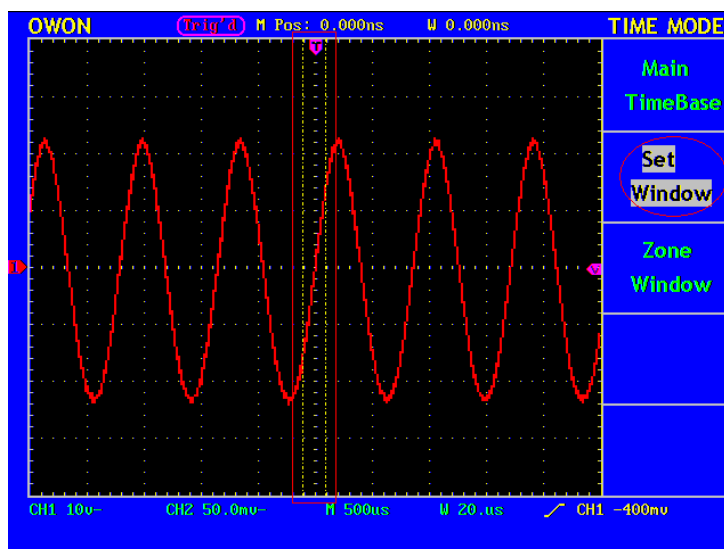 OWON Trig'd M Pos: 0.000ns W 0.000ns TIME MODE
T
Main
TimeBase
Set
Window
Zone
Window
1
CH1 10v~ CH2 50.0mv~ M 500us W 20.us CH1 -400mv